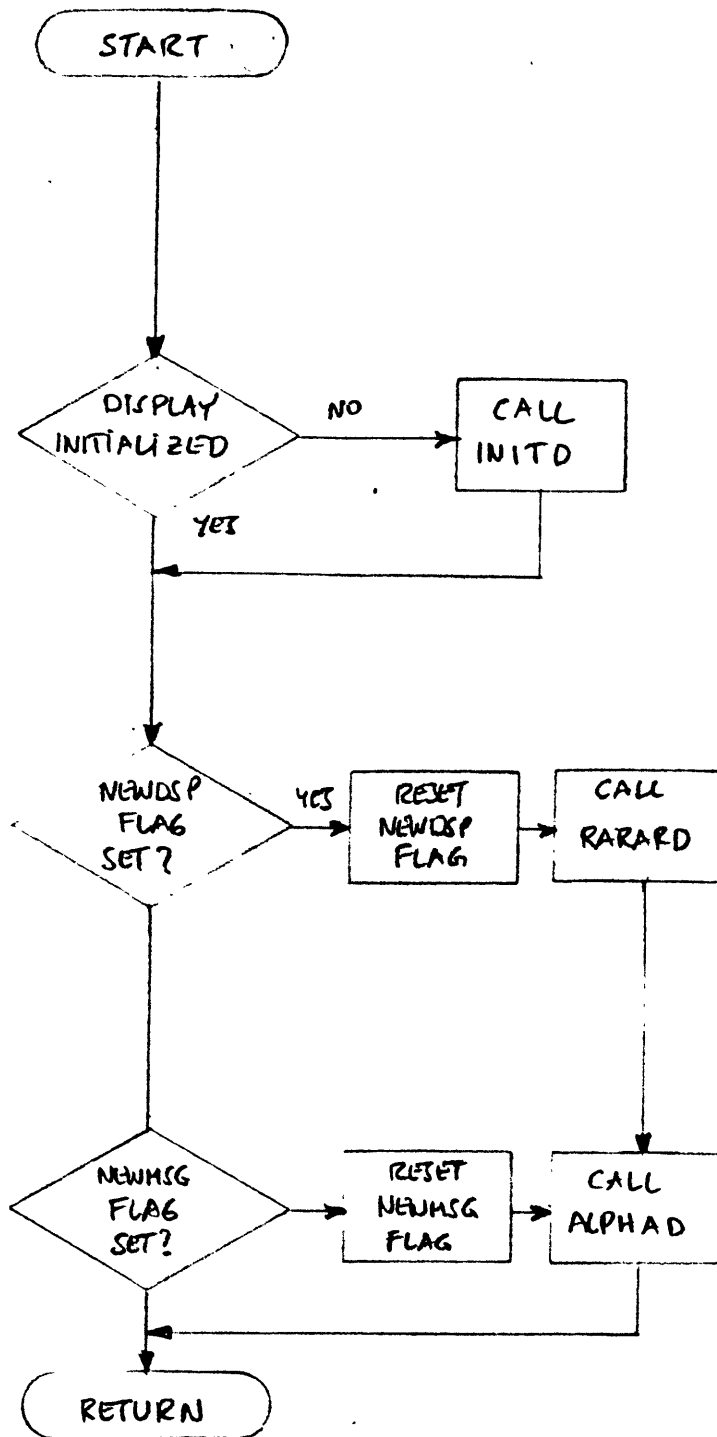 START
DISPLAY
INITIALIZED
NO
CALL
INITD
YES
NEWDSP
FLAG
SET?
YES
RESET
NEWDSP
FLAG
CALL
RARARD
NEWMSG
FLAG
SET?
RESET
NEWMSG
FLAG
CALL
ALPHAD
RETURN